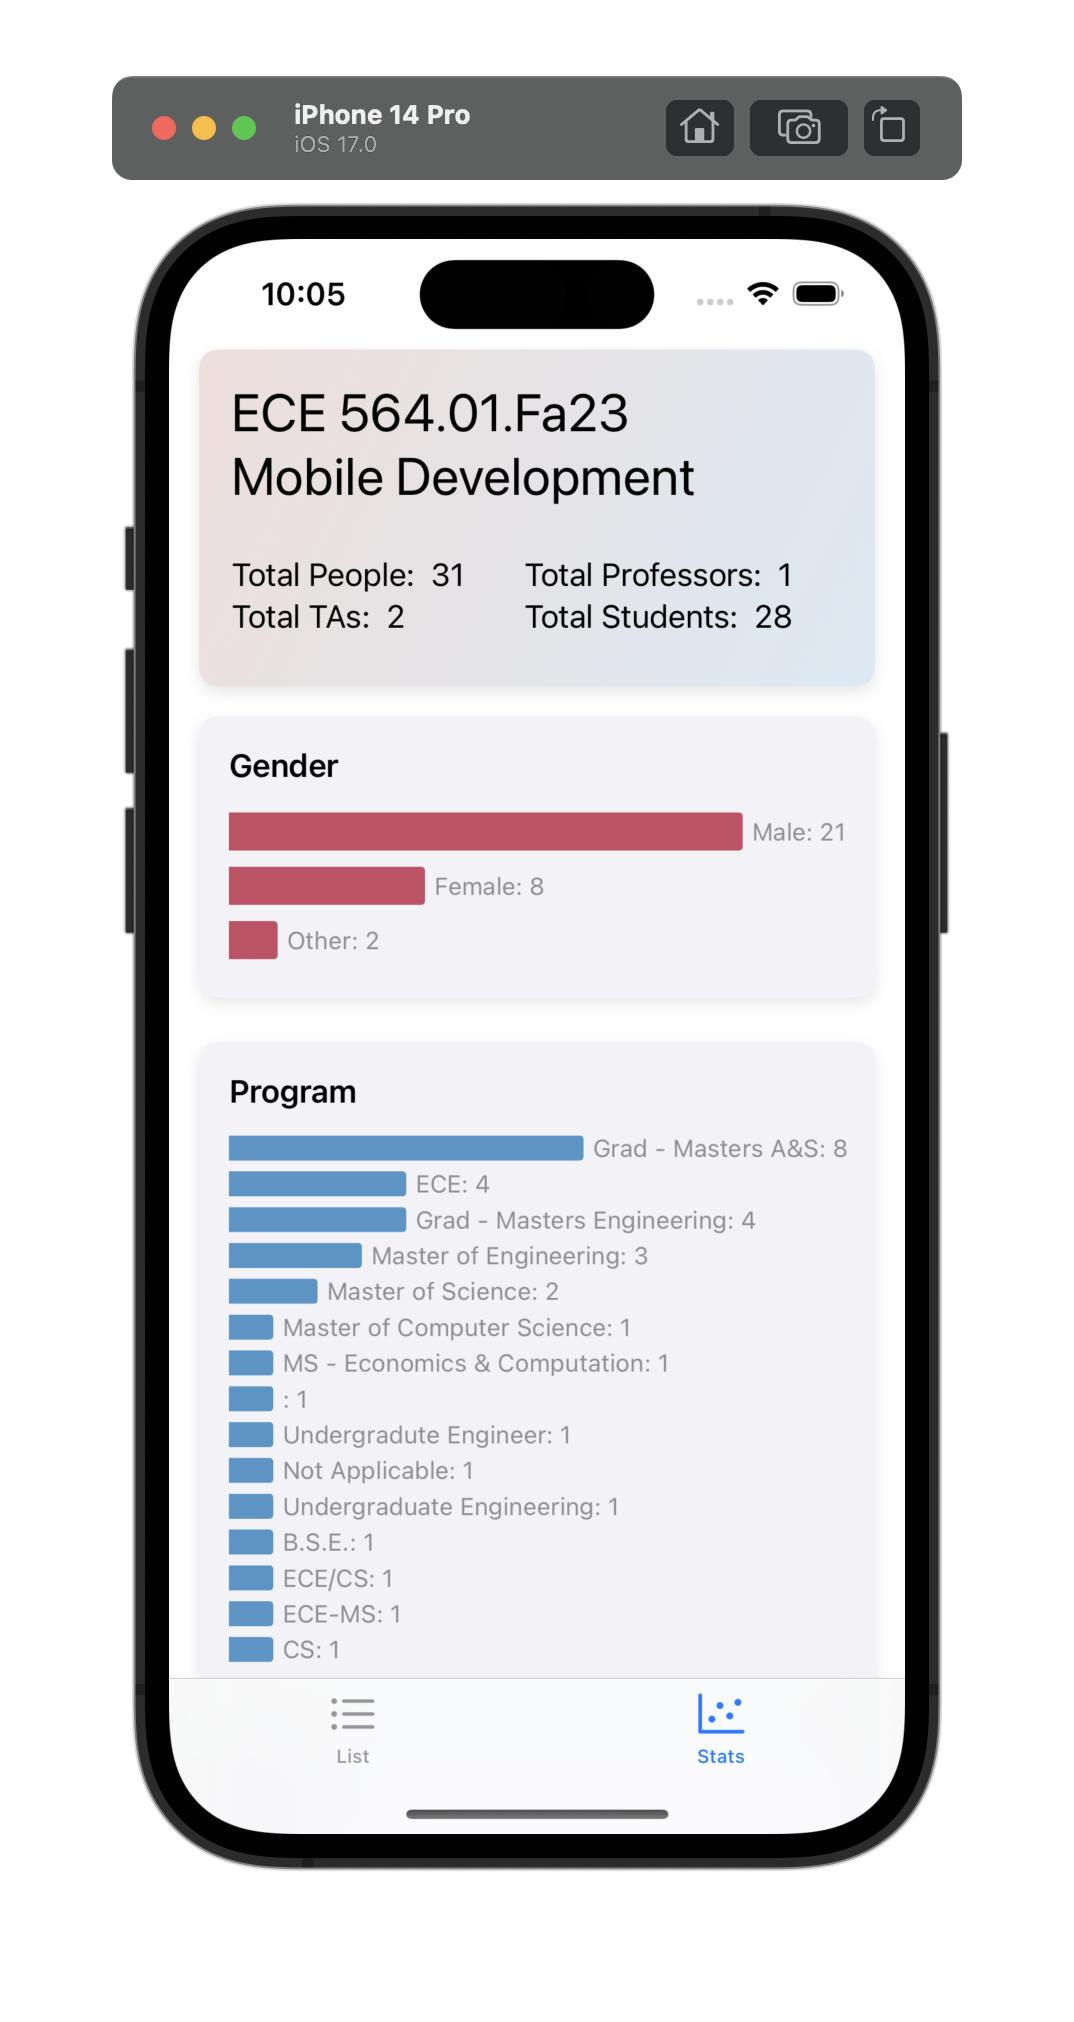 iPhone 14 Pro
iOS 17.0
10:05
ECE 564.01.Fa23
Mobile Development
Total People: 31 Total Professors: 1
Total TAs: 2 Total Students: 28
Gender
Male: 21
Female: 8
Other: 2
Program
Grad - Masters A&S: 8
ECE: 4
Grad - Masters Engineering: 4
Master of Engineering: 3
Master of Science: 2
Master of Computer Science: 1
MS - Economics & Computation: 1
: 1
Undergradute Engineer: 1
Not Applicable: 1
Undergraduate Engineering: 1
B.S.E.: 1
ECE/CS: 1
ECE-MS: 1
CS: 1
List Stats